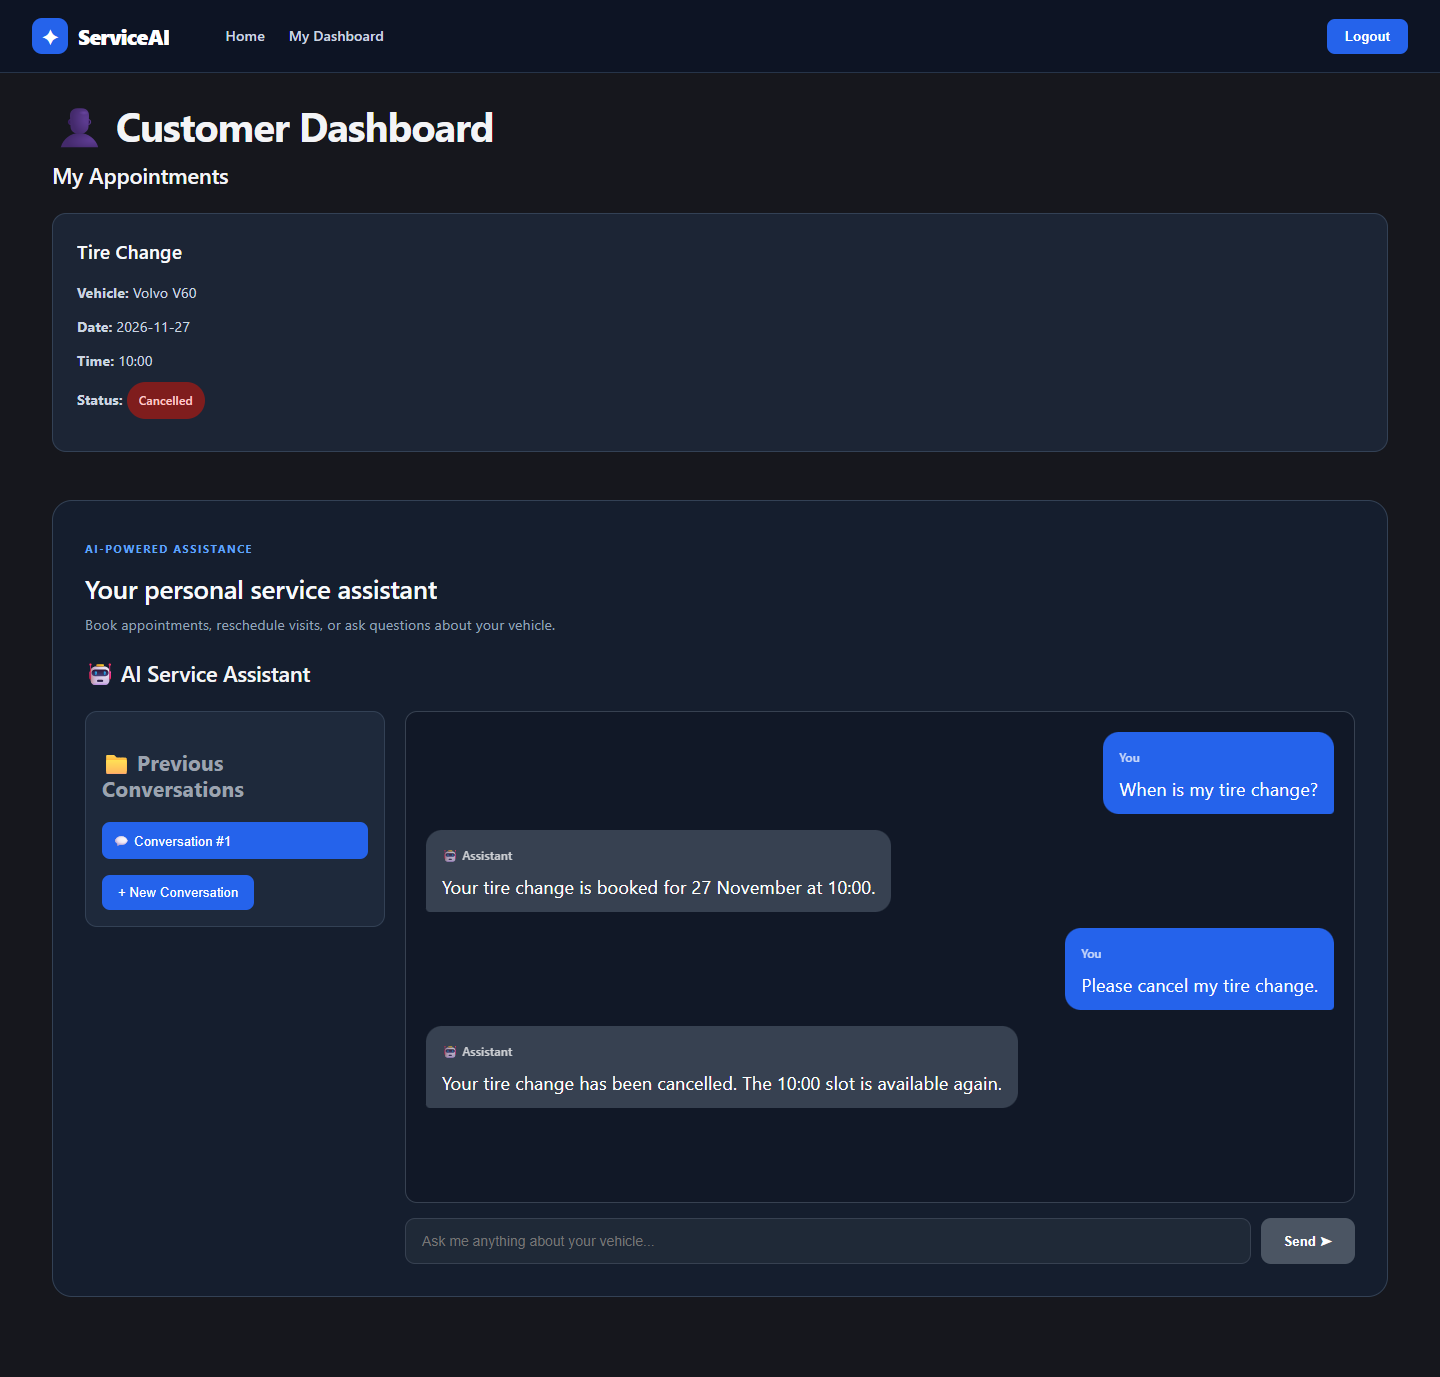 ServiceAI
Home
My Dashboard
Logout
Customer Dashboard
My Appointments
Tire Change
Vehicle: Volvo V60
Date: 2026-11-27
Time: 10:00
Status: Cancelled
AI-POWERED ASSISTANCE
Your personal service assistant
Book appointments, reschedule visits, or ask questions about your vehicle.
AI Service Assistant
Previous
Conversations
Conversation #1
+ New Conversation
You
When is my tire change?
Assistant
Your tire change is booked for 27 November at 10:00.
You
Please cancel my tire change.
Assistant
Your tire change has been cancelled. The 10:00 slot is available again.
Ask me anything about your vehicle...
Send ➤